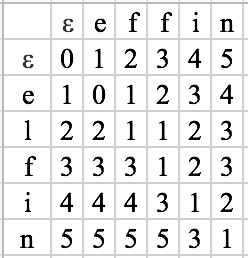 ε e f f i n
ε 0 1 2 3 4 5
e 1 0 1 2 3 4
l 2 2 1 1 2 3
f 3 3 3 1 2 3
i 4 4 4 3 1 2
n 5 5 5 5 3 1